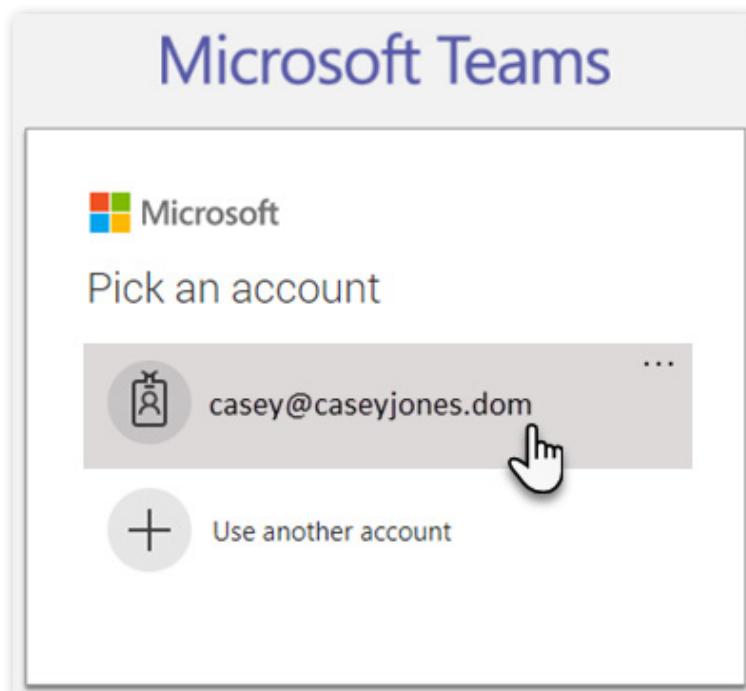 Microsoft Teams
Microsoft
Pick an account
casey@caseyjones.dom
Use another account